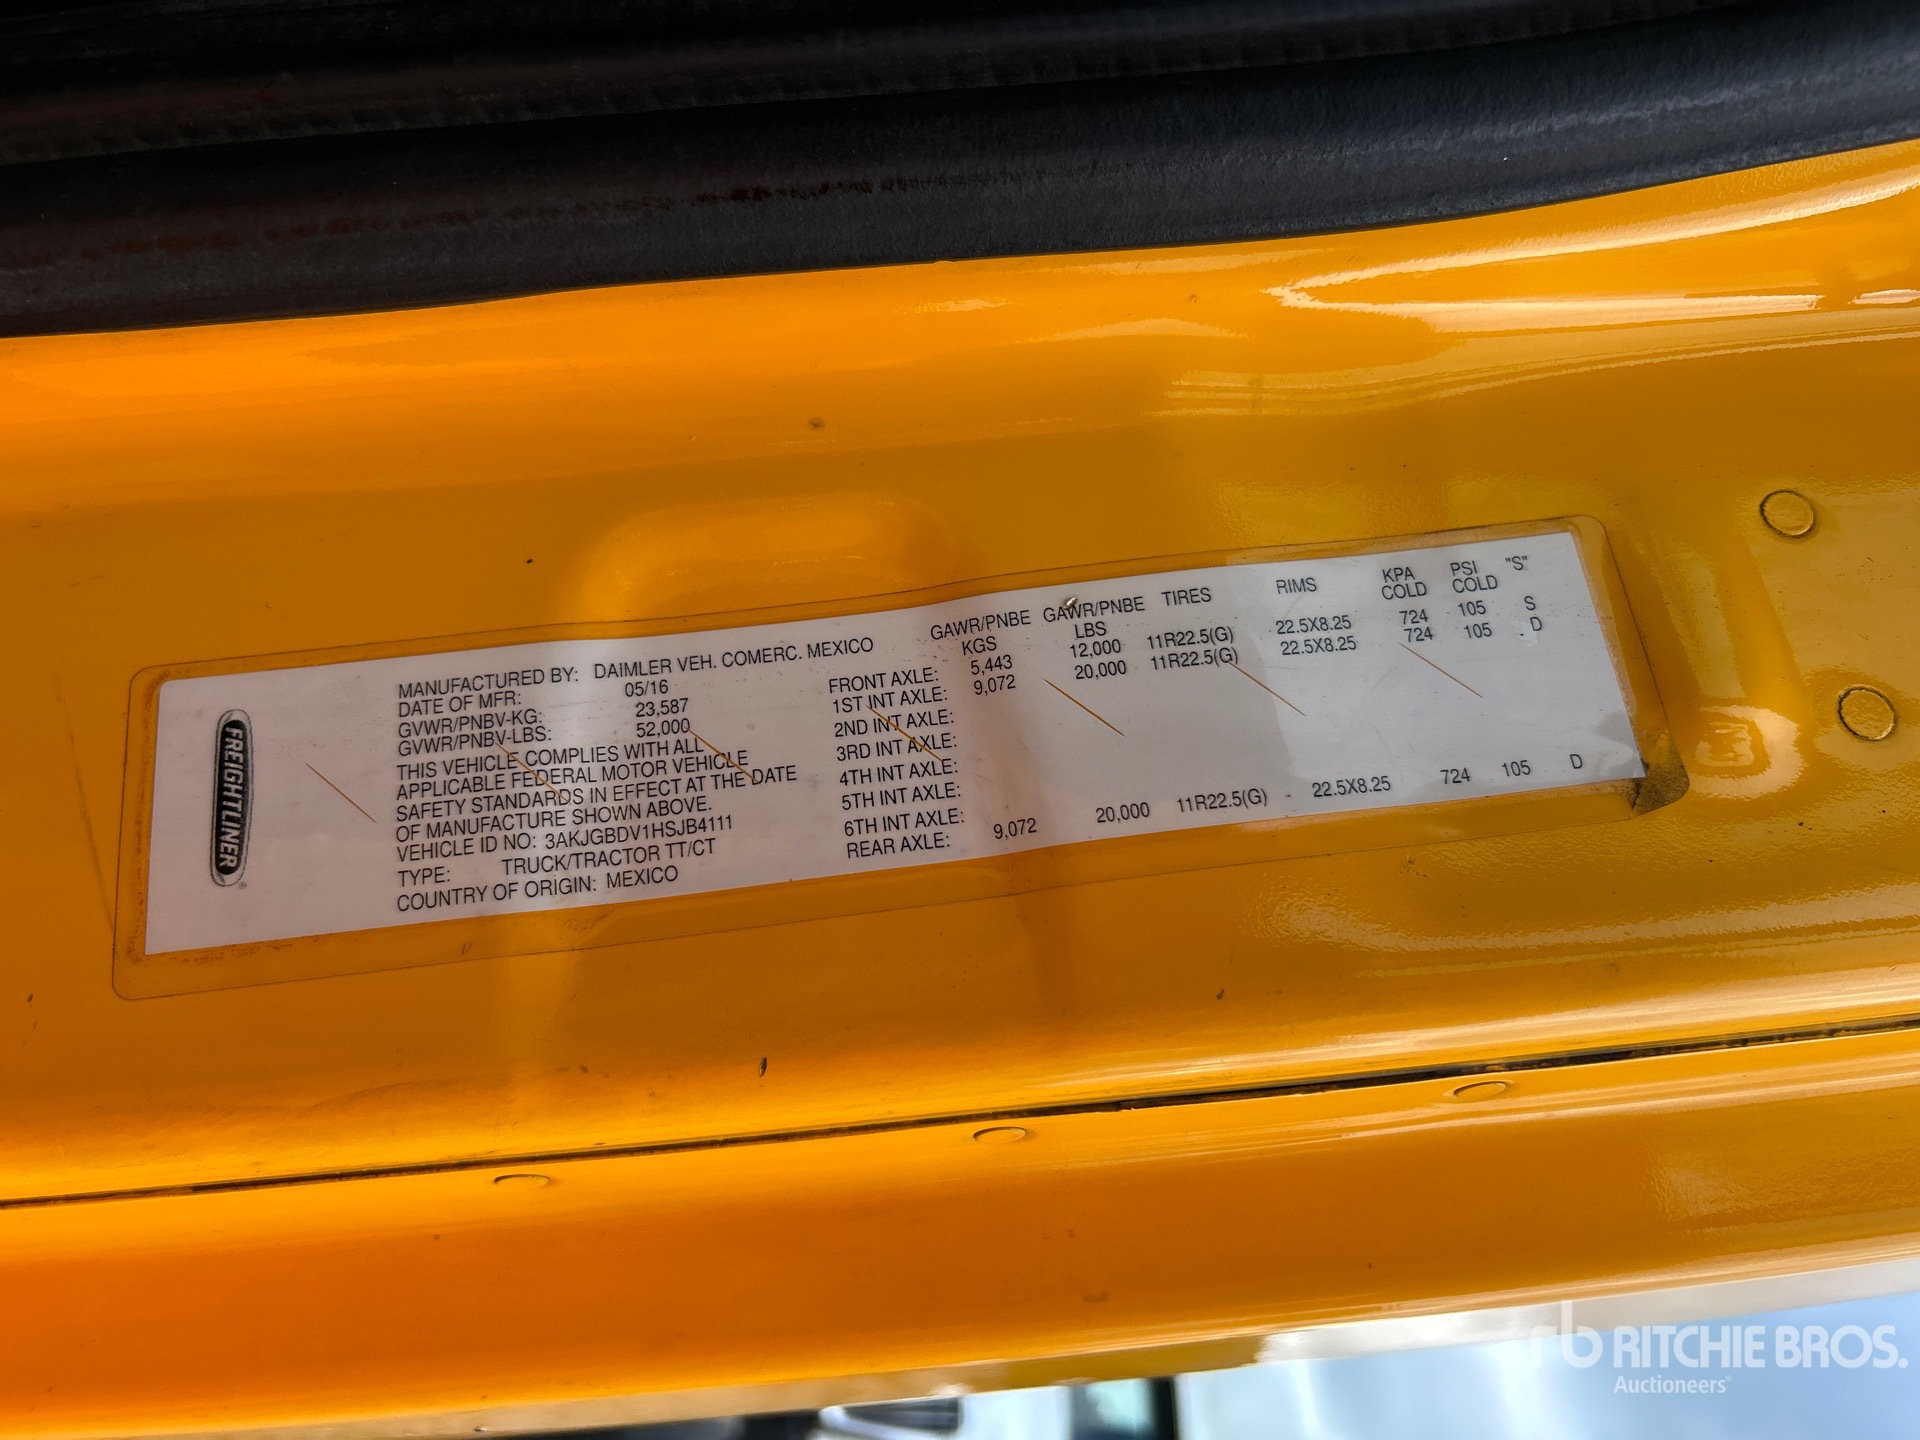 FREIGHTLINER
MANUFACTURED BY: DAIMLER VEH. COMERC. MEXICO
DATE OF MFR: 05/16
GVWR/PNBV-KG: 23,587
GVWR/PNBV-LBS: 52,000
THIS VEHICLE COMPLIES WITH ALL
APPLICABLE FEDERAL MOTOR VEHICLE
SAFETY STANDARDS IN EFFECT AT THE DATE
OF MANUFACTURE SHOWN ABOVE.
VEHICLE ID NO: 3AKJGBDV1HSJB4111
TYPE: TRUCK/TRACTOR TT/CT
COUNTRY OF ORIGIN: MEXICO
GAWR/PNBE KGS GAWR/PNBE LBS TIRES RIMS KPA COLD PSI COLD "S"
FRONT AXLE: 5,443 12,000 11R22.5(G) 22.5X8.25 724 105 S
1ST INT AXLE: 9,072 20,000 11R22.5(G) 22.5X8.25 724 105 D
2ND INT AXLE:
3RD INT AXLE:
4TH INT AXLE:
5TH INT AXLE:
6TH INT AXLE:
REAR AXLE: 9,072 20,000 11R22.5(G) 22.5X8.25 724 105 D
rb RITCHIE BROS.
Auctioneers